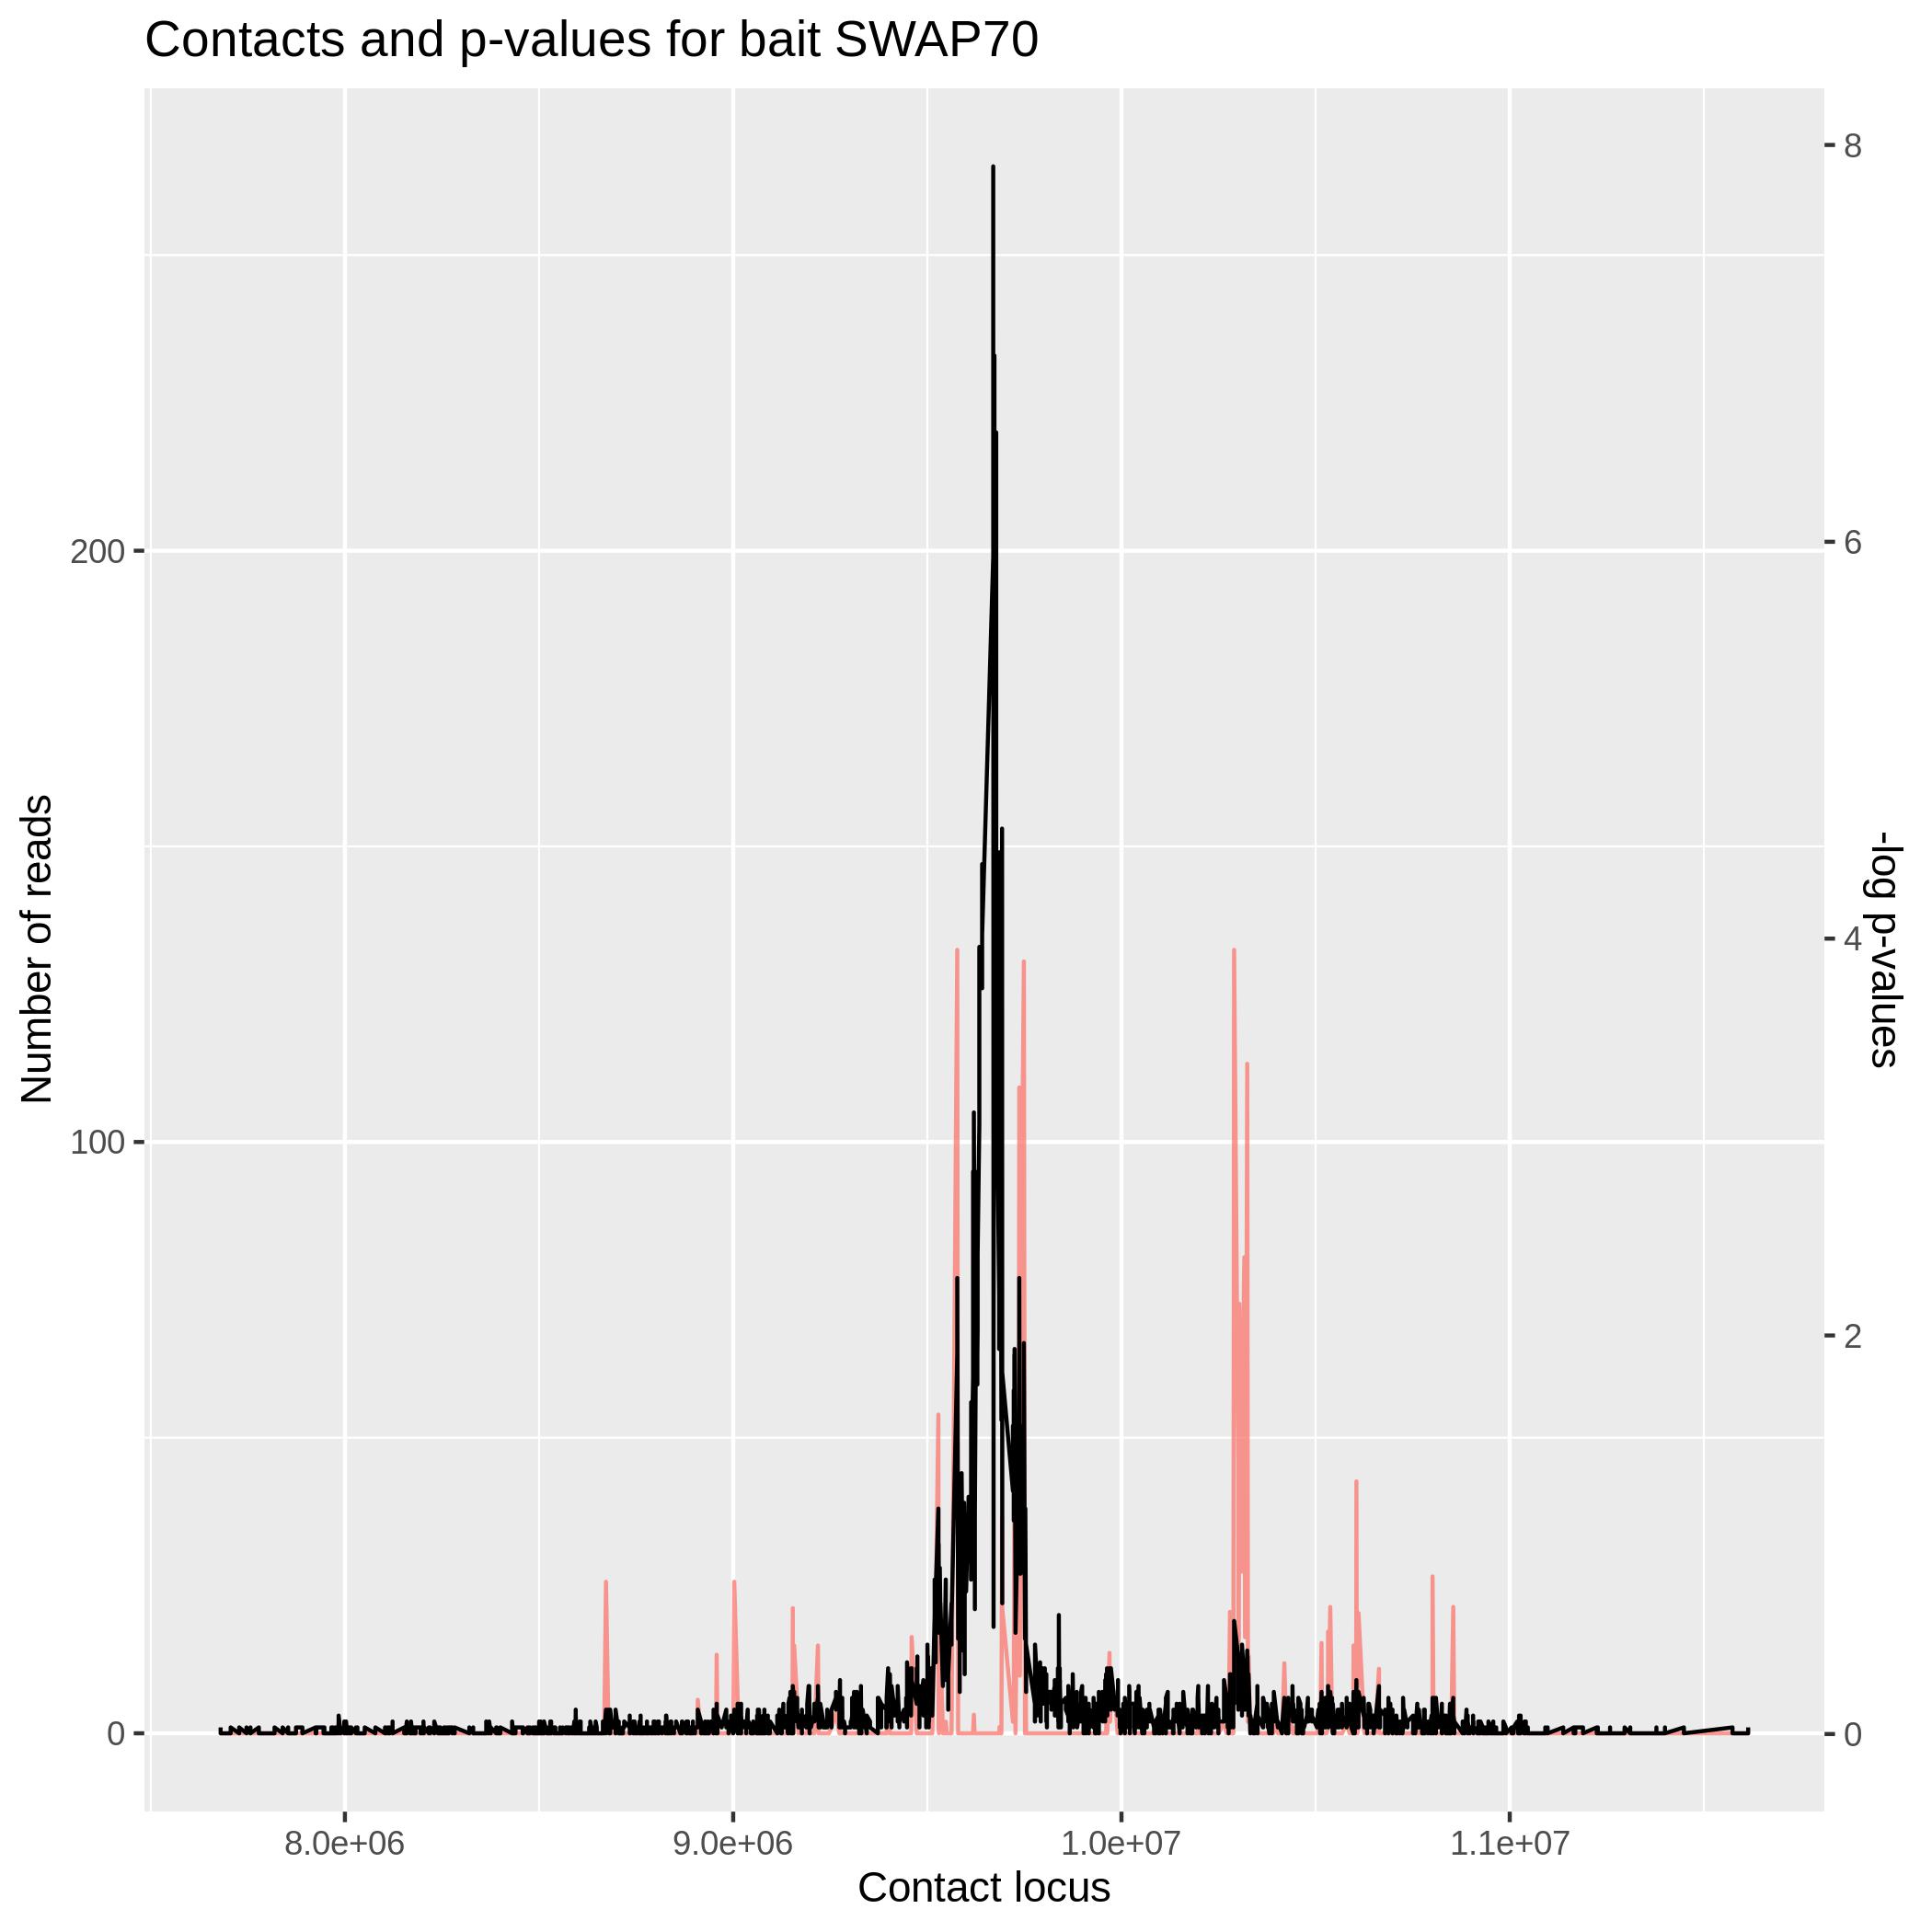 Contacts and p-values for bait SWAP70
Number of reads
200
100
0
8
6
4
2
0
-log p-values
8.0e+06
9.0e+06
1.0e+07
1.1e+07
Contact locus